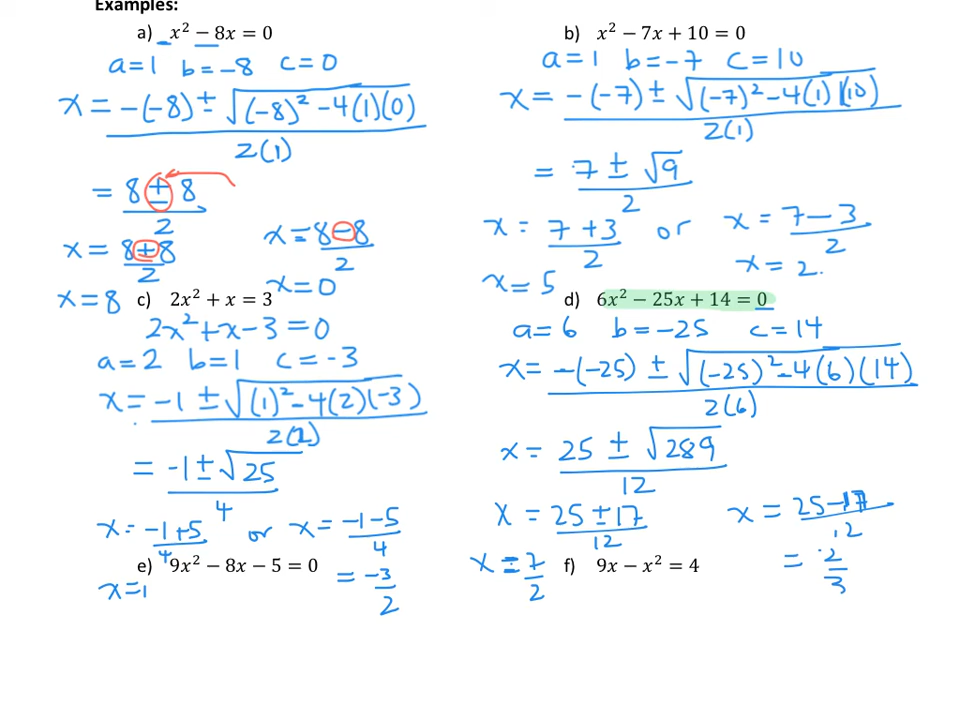 Examples:
a) x² − 8x = 0
a=1 b=-8 c=0
x = -(-8) ± √((-8)² -4(1)(0)) / 2(1)
= 8 ± 8 / 2
x = 8+8 / 2 x = 8-8 / 2
x=8 x=0
b) x² − 7x + 10 = 0
a=1 b=-7 c=10
x = -(-7) ± √((-7)² -4(1)(10)) / 2(1)
= 7 ± √9 / 2
x = 7+3 / 2 or x = 7-3 / 2
x=5 x=2.
c) 2x² + x = 3
2x²+x-3=0
a=2 b=1 c=-3
x = -1 ± √((1)² -4(2)(-3)) / 2(2)
= -1 ± √25 / 4
x = -1+5 / 4 or x = -1-5 / 4
x=1 = -3/2
d) 6x² − 25x + 14 = 0
a=6 b=-25 c=14
x = -(-25) ± √((-25)² -4(6)(14)) / 2(6)
x = 25 ± √289 / 12
x = 25 ± 17 / 12 x = 25-17 / 12
x = 7/2 = 2/3
e) 9x² − 8x − 5 = 0
f) 9x − x² = 4